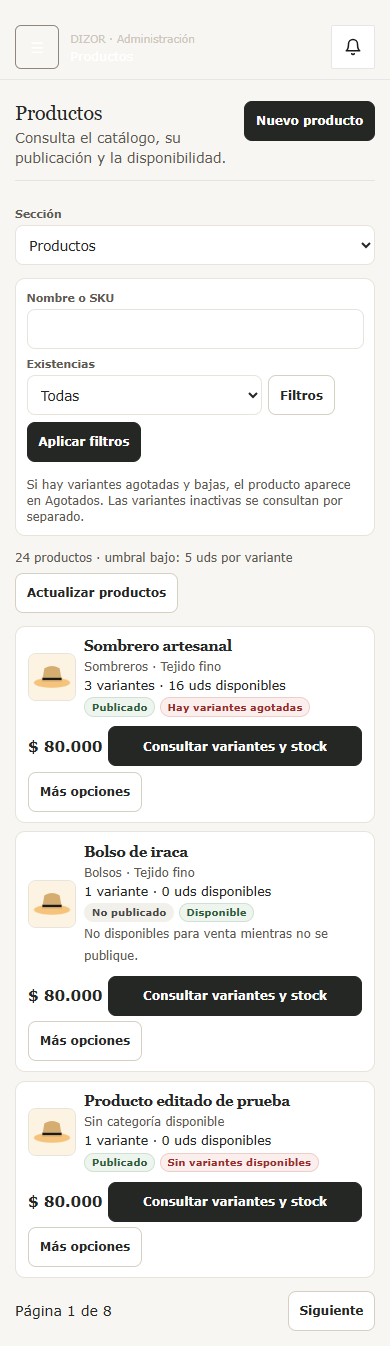 DIZOR · Administración
Productos
Productos
Consulta el catálogo, su
publicación y la disponibilidad.
Nuevo producto
Sección
Productos
Nombre o SKU
Existencias
Todas
Filtros
Aplicar filtros
Si hay variantes agotadas y bajas, el producto aparece
en Agotados. Las variantes inactivas se consultan por
separado.
24 productos · umbral bajo: 5 uds por variante
Actualizar productos
Sombrero artesanal
Sombreros · Tejido fino
3 variantes · 16 uds disponibles
Publicado
Hay variantes agotadas
$ 80.000
Consultar variantes y stock
Más opciones
Bolso de iraca
Bolsos · Tejido fino
1 variante · 0 uds disponibles
No publicado
Disponible
No disponibles para venta mientras no se
publique.
$ 80.000
Consultar variantes y stock
Más opciones
Producto editado de prueba
Sin categoría disponible
1 variante · 0 uds disponibles
Publicado
Sin variantes disponibles
$ 80.000
Consultar variantes y stock
Más opciones
Página 1 de 8
Siguiente